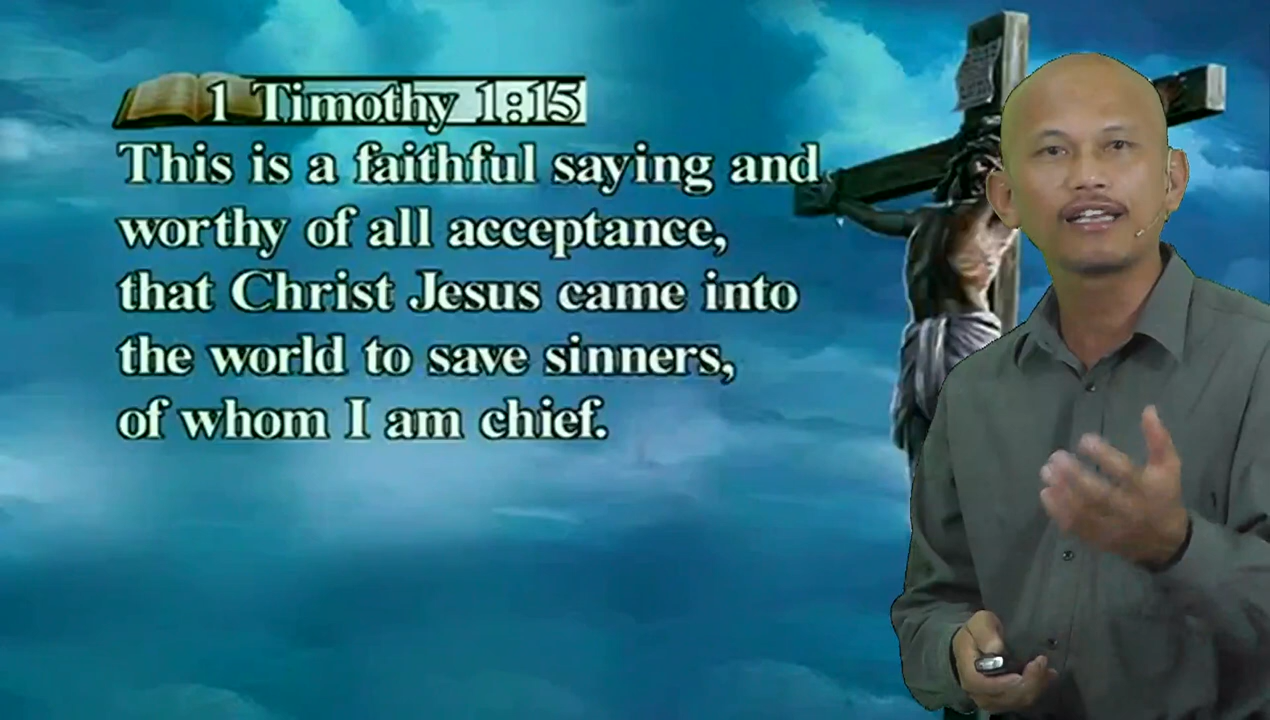 1 Timothy 1:15
This is a faithful saying and
worthy of all acceptance,
that Christ Jesus came into
the world to save sinners,
of whom I am chief.